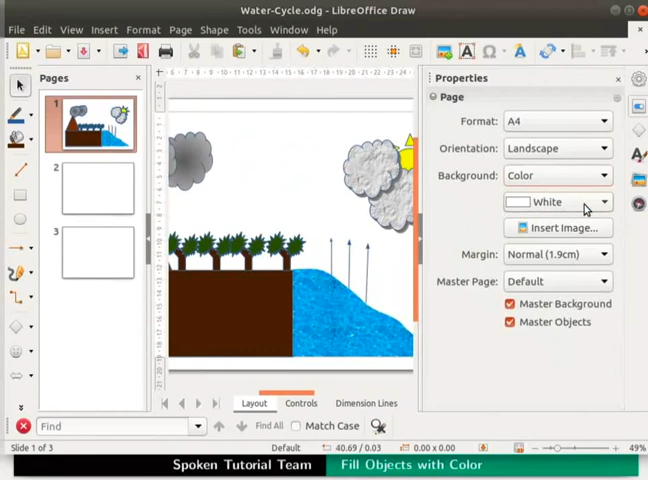 Water-Cycle.odg - LibreOffice Draw
File Edit View Insert Format Page Shape Tools Window Help
Pages
1
2
3
Properties
Page
Format: A4
Orientation: Landscape
Background: Color
White
Insert Image...
Margin: Normal (1.9cm)
Master Page: Default
Master Background
Master Objects
Layout Controls Dimension Lines
Find Find All Match Case
Slide 1 of 3 Default 40.69 / 0.03 0.00 x 0.00 49%
Spoken Tutorial Team Fill Objects with Color